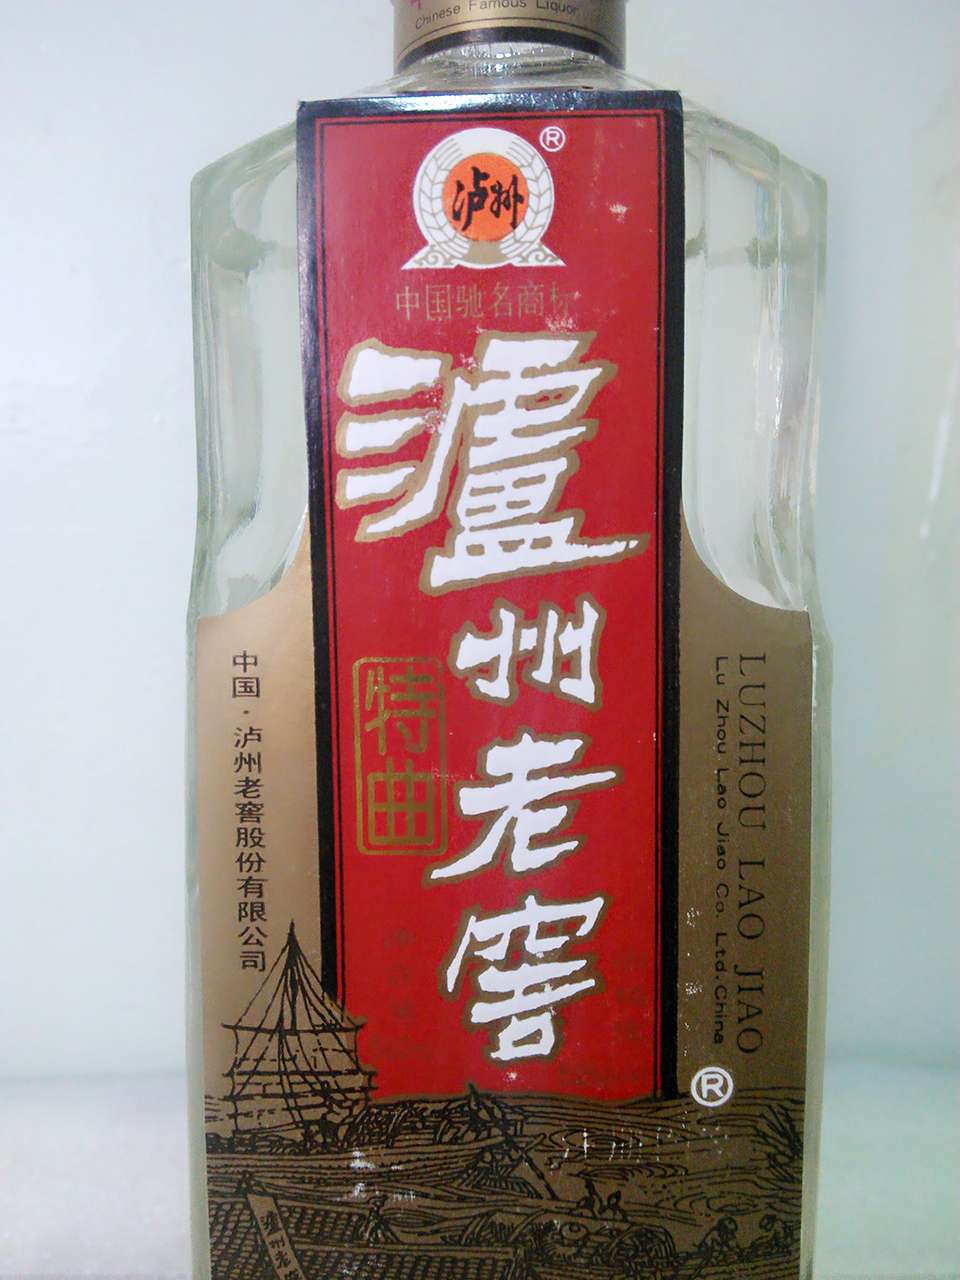 Chinese Famous Liquor
泸州
®
中国驰名商标
瀘州老窖
特曲
中国·泸州老窖股份有限公司
LUZHOU LAO JIAO
Lu Zhou Lao Jiao Co. Ltd.China
®